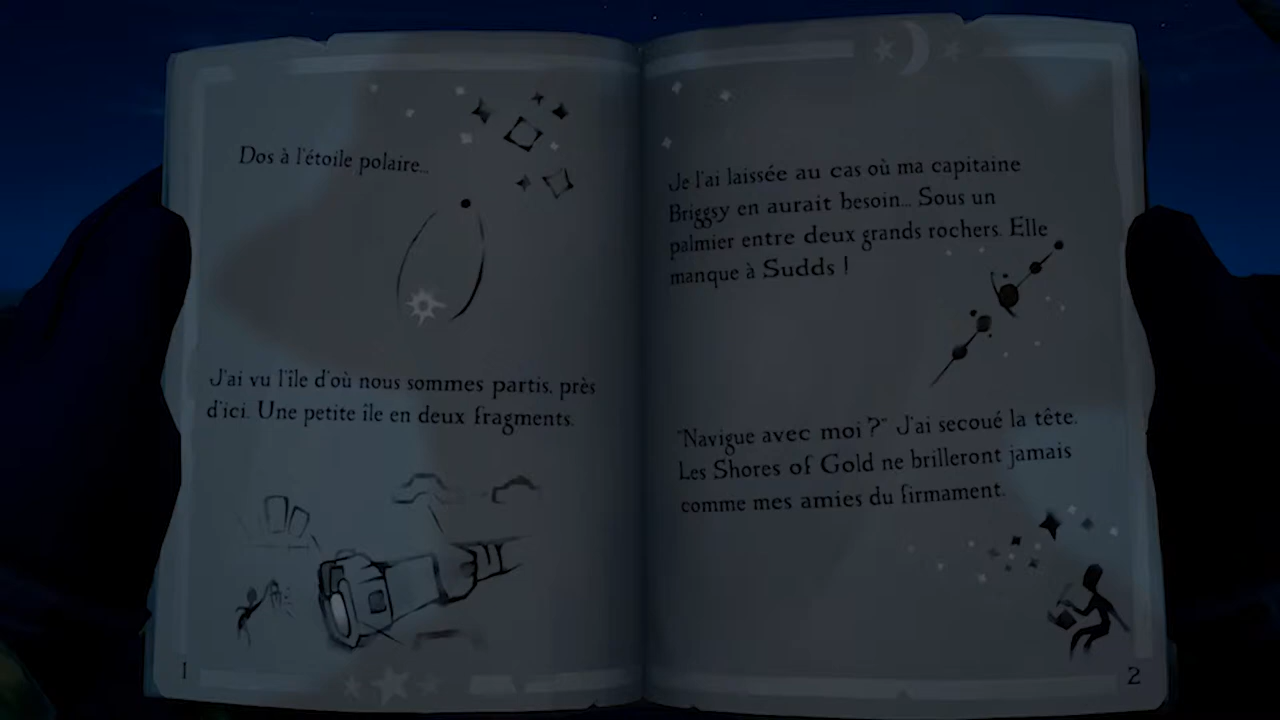 Dos à l'étoile polaire...
J'ai vu l'île d'où nous sommes partis, près
d'ici. Une petite île en deux fragments.
1
Je l'ai laissée au cas où ma capitaine
Briggsy en aurait besoin... Sous un
palmier entre deux grands rochers. Elle
manque à Sudds !
"Navigue avec moi ?" J'ai secoué la tête.
Les Shores of Gold ne brilleront jamais
comme mes amies du firmament.
2